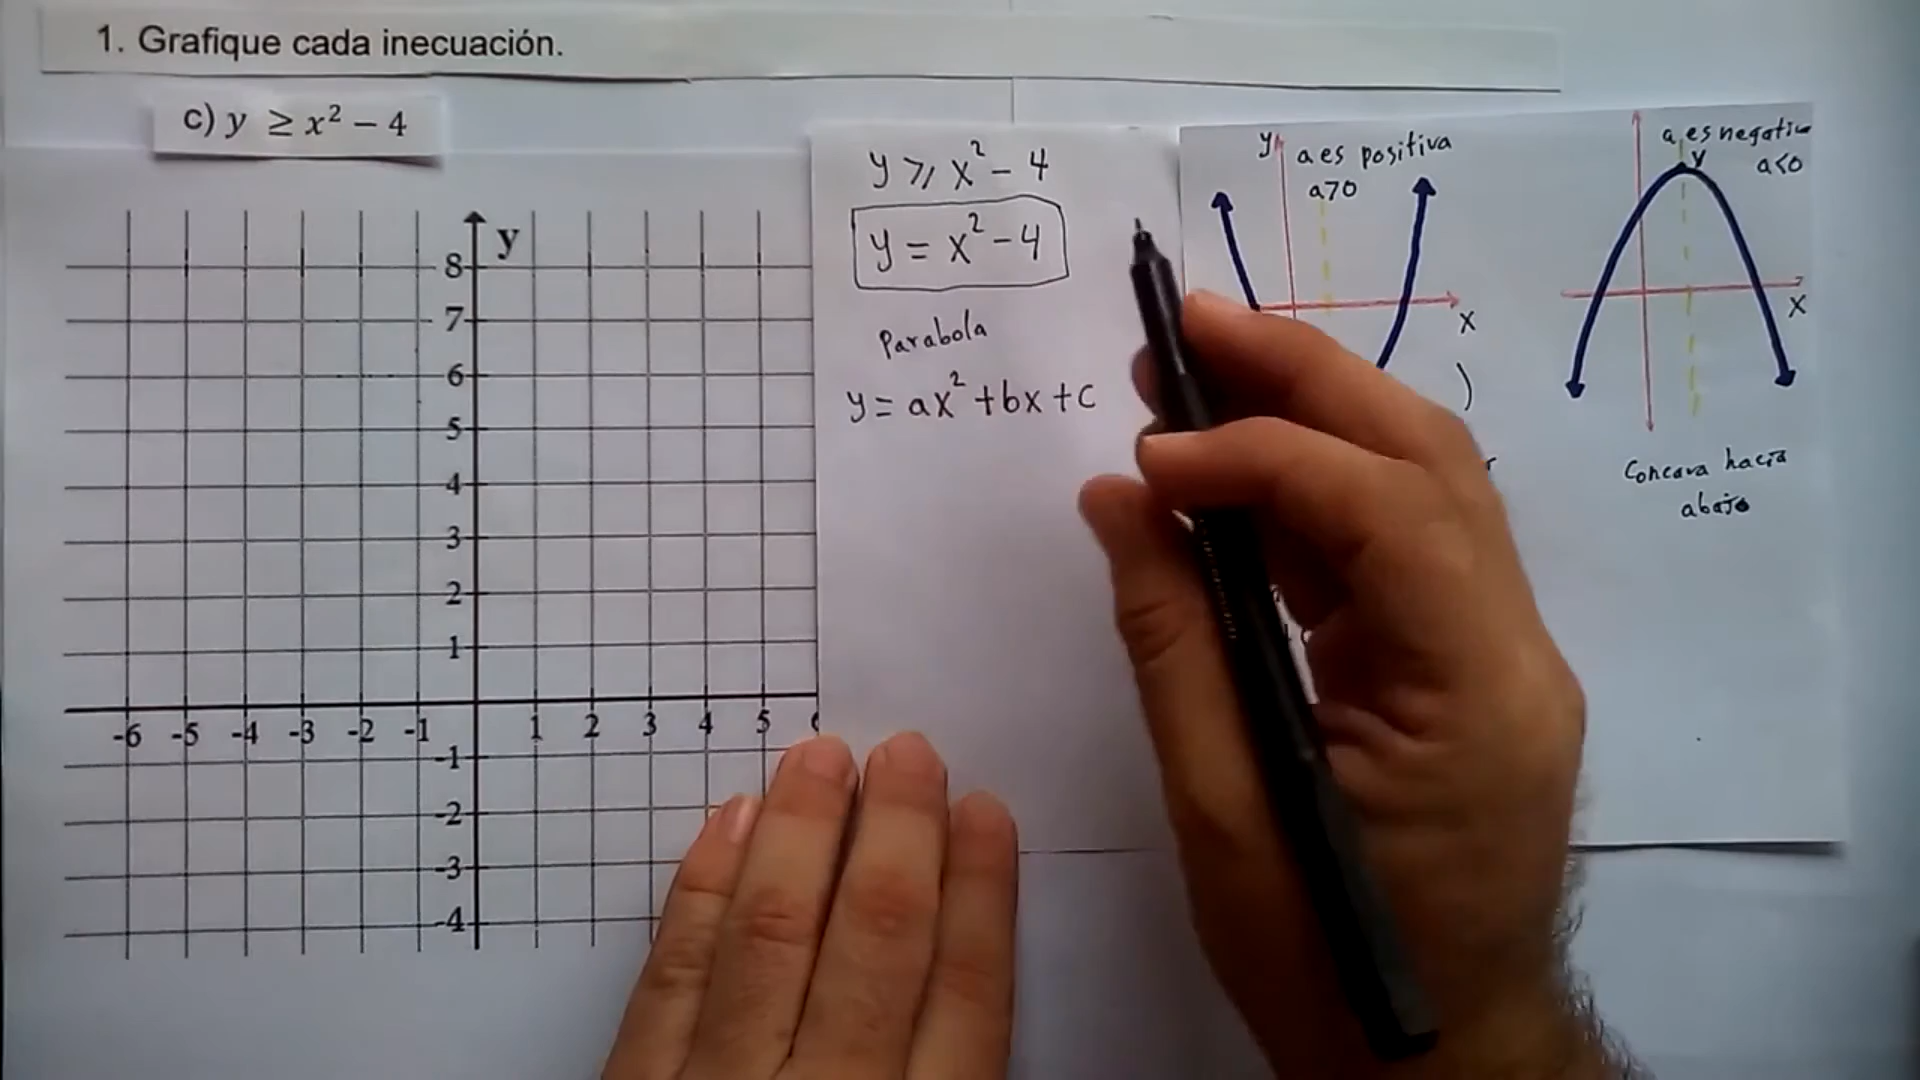 1. Grafique cada inecuación.
c) y ≥ x² − 4
y ≥ x² − 4
y = x² − 4
Parabola
y = ax² + bx + c
y
8
7
6
5
4
3
2
1
-6 -5 -4 -3 -2 -1 1 2 3 4 5
-1
-2
-3
-4
y
a es positiva
a>0
x
)
a es negativ
v
a<0
x
Concava hacia
abajo